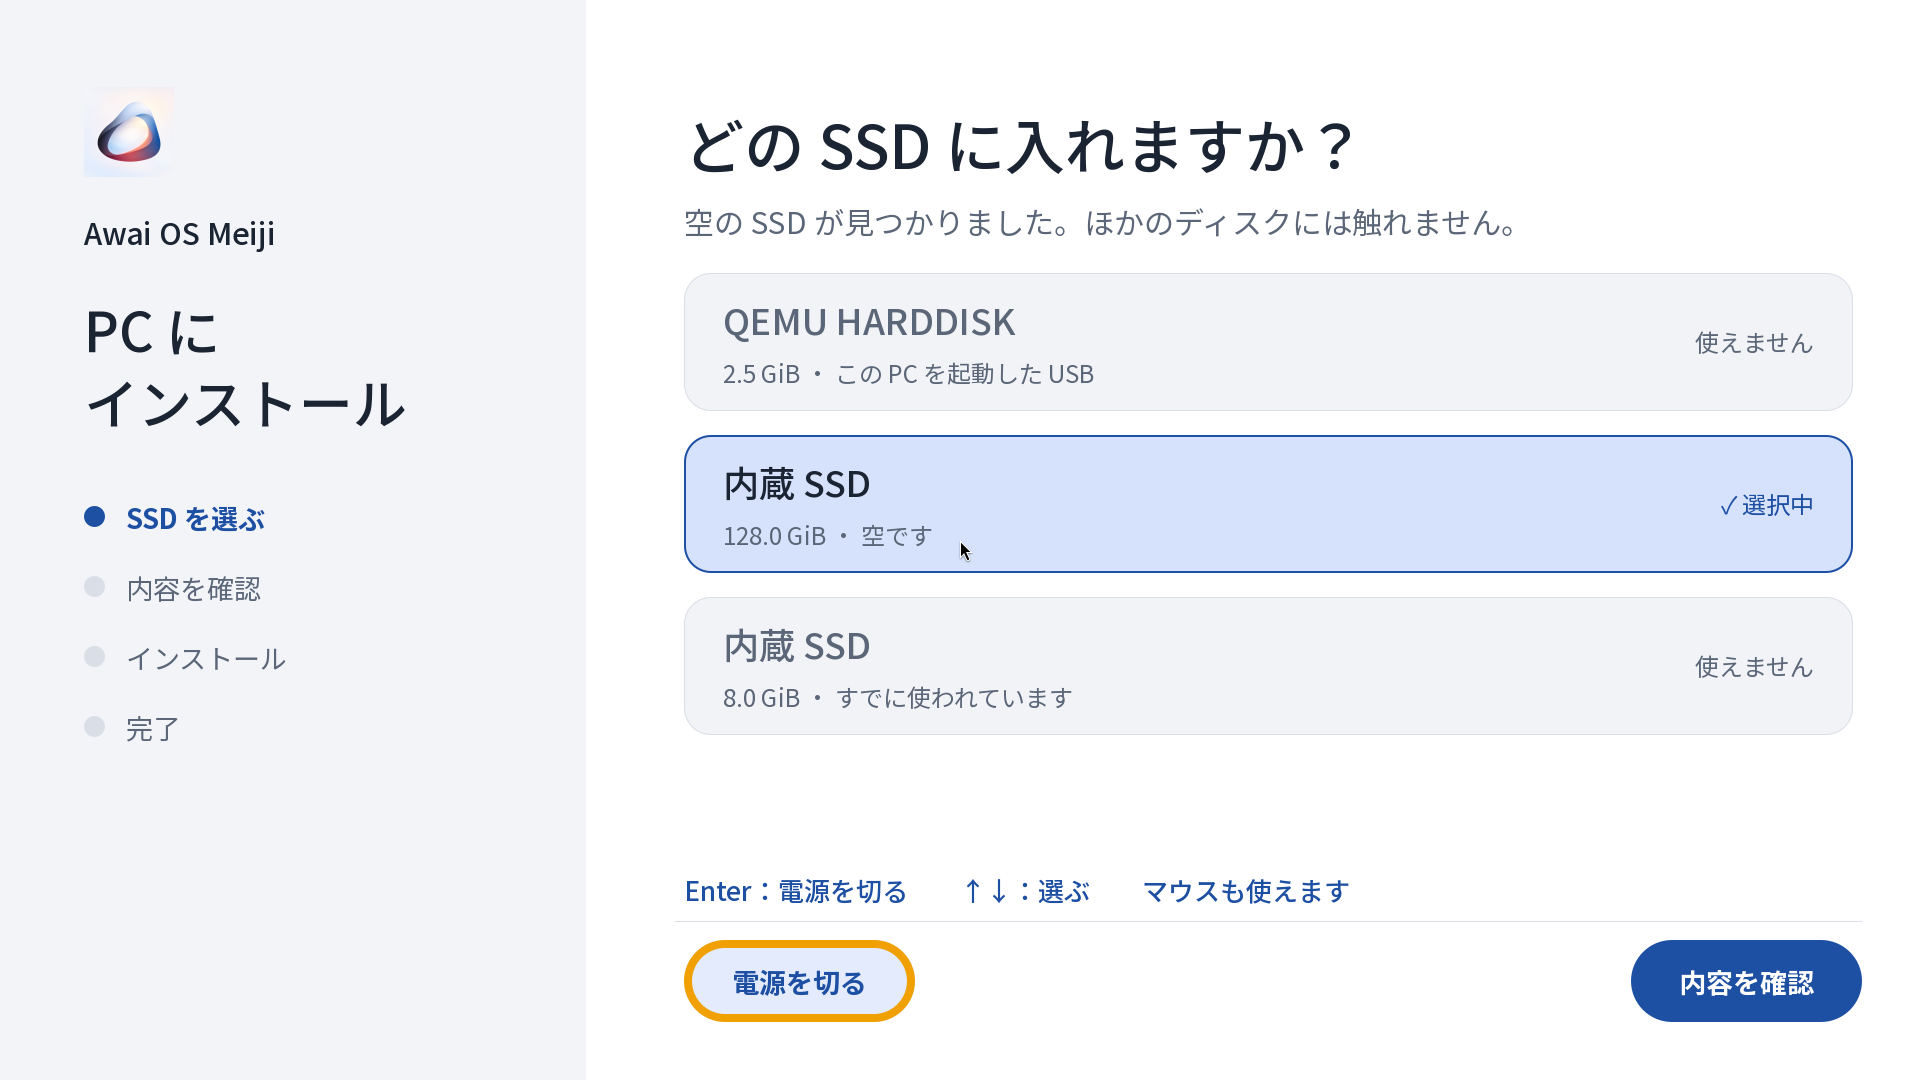 Awai OS Meiji
PC に
インストール
SSD を選ぶ
内容を確認
インストール
完了
どの SSD に入れますか？
空の SSD が見つかりました。ほかのディスクには触れません。
QEMU HARDDISK
2.5 GiB ・ この PC を起動した USB
使えません
内蔵 SSD
128.0 GiB ・ 空です
✓ 選択中
内蔵 SSD
8.0 GiB ・ すでに使われています
使えません
Enter：電源を切る　　↑↓：選ぶ　　マウスも使えます
電源を切る
内容を確認